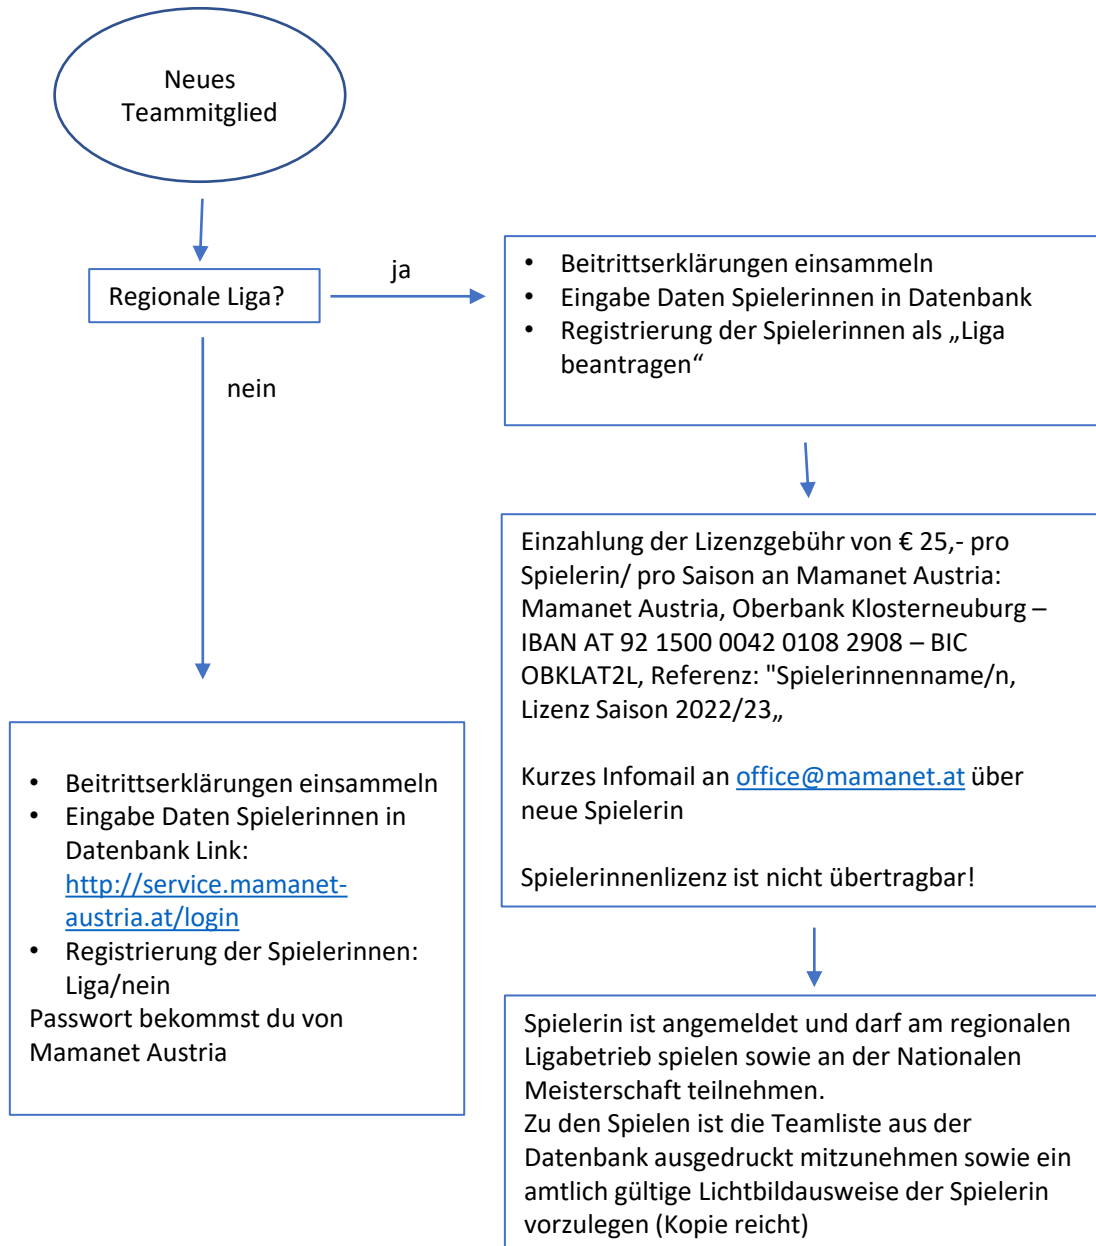 Neues
Teammitglied
Regionale Liga?
ja
nein
• Beitrittserklärungen einsammeln
• Eingabe Daten Spielerinnen in Datenbank
• Registrierung der Spielerinnen als „Liga
beantragen“
Einzahlung der Lizenzgebühr von € 25,- pro
Spielerin/ pro Saison an Mamanet Austria:
Mamanet Austria, Oberbank Klosterneuburg –
IBAN AT 92 1500 0042 0108 2908 – BIC
OBKLAT2L, Referenz: "Spielerinnenname/n,
Lizenz Saison 2022/23„
Kurzes Infomail an office@mamanet.at über
neue Spielerin
Spielerinnenlizenz ist nicht übertragbar!
• Beitrittserklärungen einsammeln
• Eingabe Daten Spielerinnen in
Datenbank Link:
http://service.mamanet-
austria.at/login
• Registrierung der Spielerinnen:
Liga/nein
Passwort bekommst du von
Mamanet Austria
Spielerin ist angemeldet und darf am regionalen
Ligabetrieb spielen sowie an der Nationalen
Meisterschaft teilnehmen.
Zu den Spielen ist die Teamliste aus der
Datenbank ausgedruckt mitzunehmen sowie ein
amtlich gültige Lichtbildausweise der Spielerin
vorzulegen (Kopie reicht)